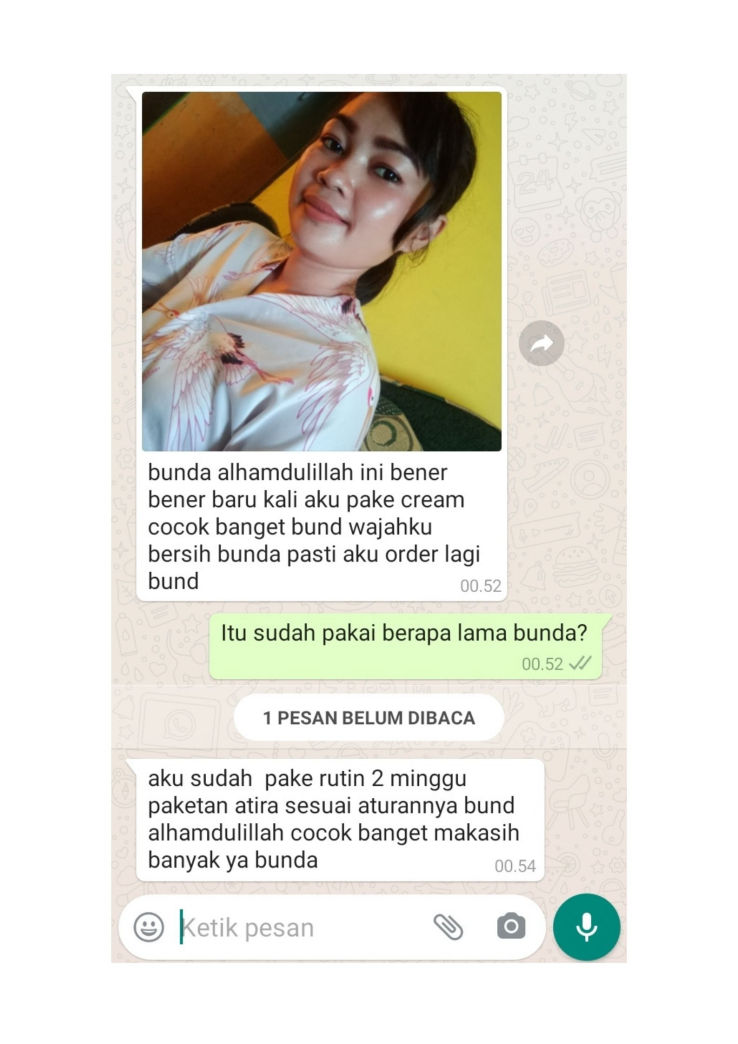 bunda alhamdulillah ini bener
bener baru kali aku pake cream
cocok banget bund wajahku
bersih bunda pasti aku order lagi
bund
00.52
Itu sudah pakai berapa lama bunda?
00.52
1 PESAN BELUM DIBACA
aku sudah  pake rutin 2 minggu
paketan atira sesuai aturannya bund
alhamdulillah cocok banget makasih
banyak ya bunda
00.54
Ketik pesan